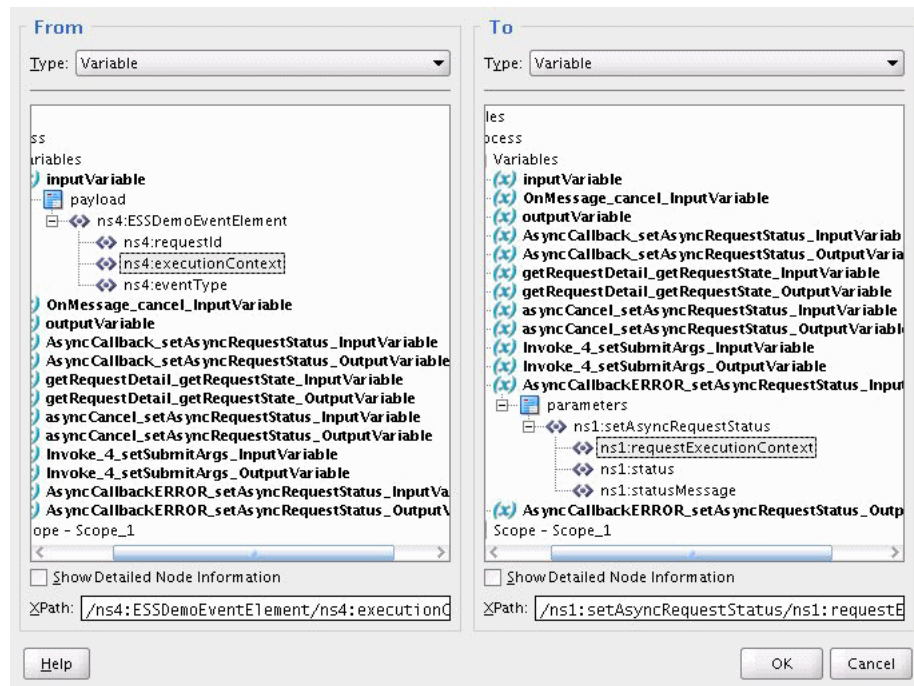 From
Type: Variable
ss
ariables
inputVariable
payload
ns4:ESSDemoEventElement
ns4:requestId
ns4:executionContext
ns4:eventType
OnMessage_cancel_InputVariable
outputVariable
AsyncCallback_setAsyncRequestStatus_InputVariable
AsyncCallback_setAsyncRequestStatus_OutputVariable
getRequestDetail_getRequestState_InputVariable
getRequestDetail_getRequestState_OutputVariable
asyncCancel_setAsyncRequestStatus_InputVariable
asyncCancel_setAsyncRequestStatus_OutputVariable
Invoke_4_setSubmitArgs_InputVariable
Invoke_4_setSubmitArgs_OutputVariable
AsyncCallbackERROR_setAsyncRequestStatus_InputVa
AsyncCallbackERROR_setAsyncRequestStatus_OutputV
ope - Scope_1
Show Detailed Node Information
XPath: /ns4:ESSDemoEventElement/ns4:executionC
To
Type: Variable
les
ocess
Variables
(x) inputVariable
(x) OnMessage_cancel_InputVariable
(x) outputVariable
(x) AsyncCallback_setAsyncRequestStatus_InputVariab
(x) AsyncCallback_setAsyncRequestStatus_OutputVaria
(x) getRequestDetail_getRequestState_InputVariable
(x) getRequestDetail_getRequestState_OutputVariable
(x) asyncCancel_setAsyncRequestStatus_InputVariable
(x) asyncCancel_setAsyncRequestStatus_OutputVariabl
(x) Invoke_4_setSubmitArgs_InputVariable
(x) Invoke_4_setSubmitArgs_OutputVariable
(x) AsyncCallbackERROR_setAsyncRequestStatus_Input
parameters
ns1:setAsyncRequestStatus
ns1:requestExecutionContext
ns1:status
ns1:statusMessage
(x) AsyncCallbackERROR_setAsyncRequestStatus_Outp
Scope - Scope_1
Show Detailed Node Information
XPath: /ns1:setAsyncRequestStatus/ns1:requestE
Help
OK
Cancel